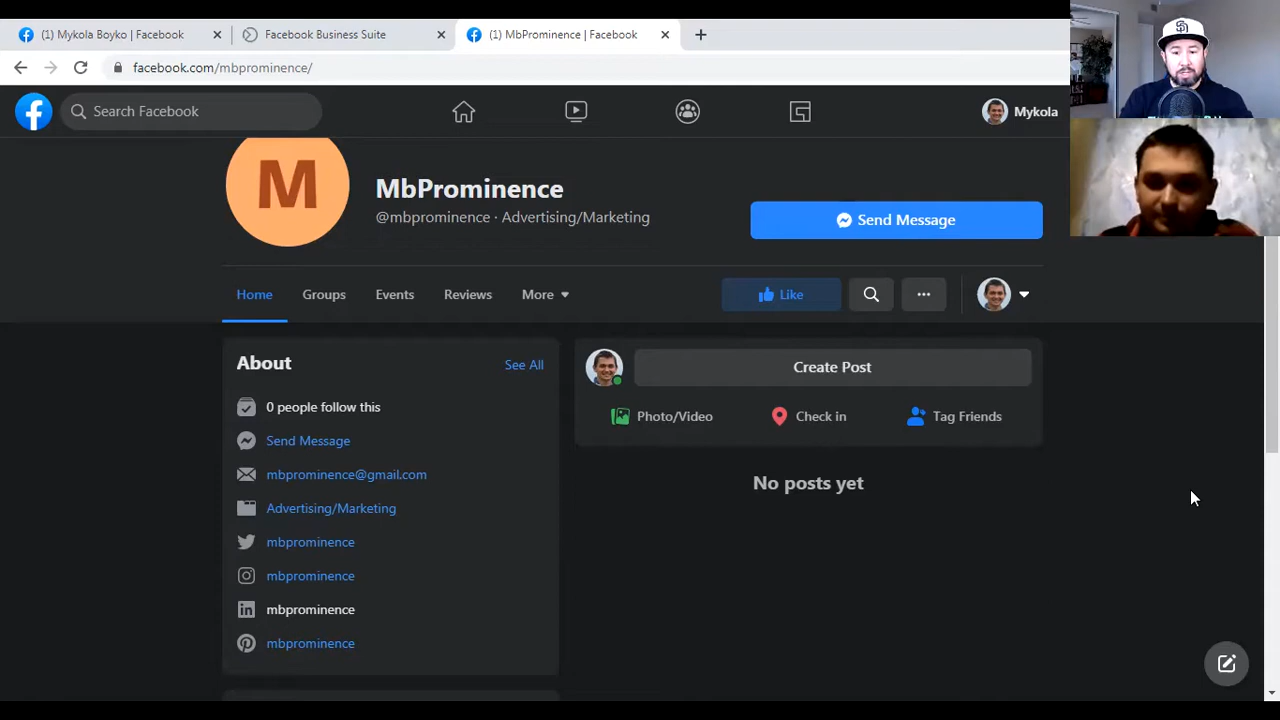 (1) Mykola Boyko | Facebook
Facebook Business Suite
(1) MbProminence | Facebook
facebook.com/mbprominence/
Search Facebook
Mykola
M
MbProminence
@mbprominence · Advertising/Marketing
Send Message
Home
Groups
Events
Reviews
More
Like
About
See All
0 people follow this
Send Message
mbprominence@gmail.com
Advertising/Marketing
mbprominence
mbprominence
mbprominence
mbprominence
Create Post
Photo/Video
Check in
Tag Friends
No posts yet